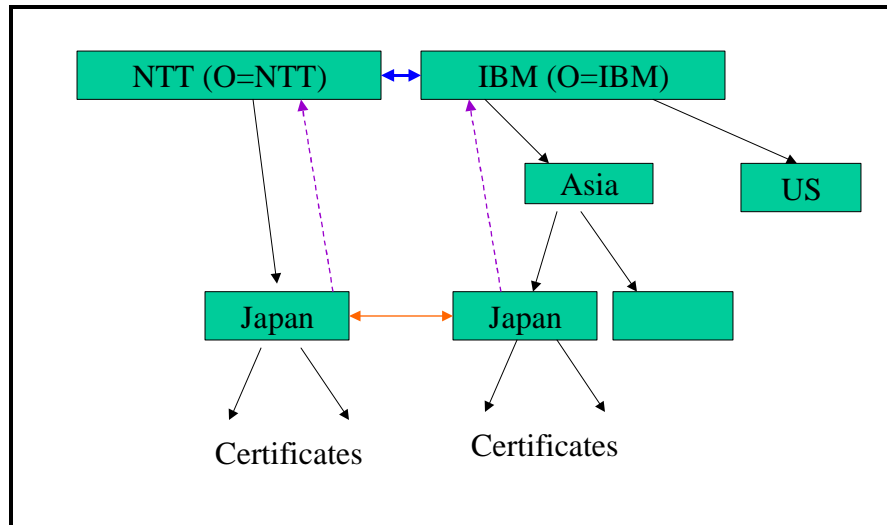 NTT (O=NTT)
IBM (O=IBM)
Asia
US
Japan
Japan
Certificates
Certificates